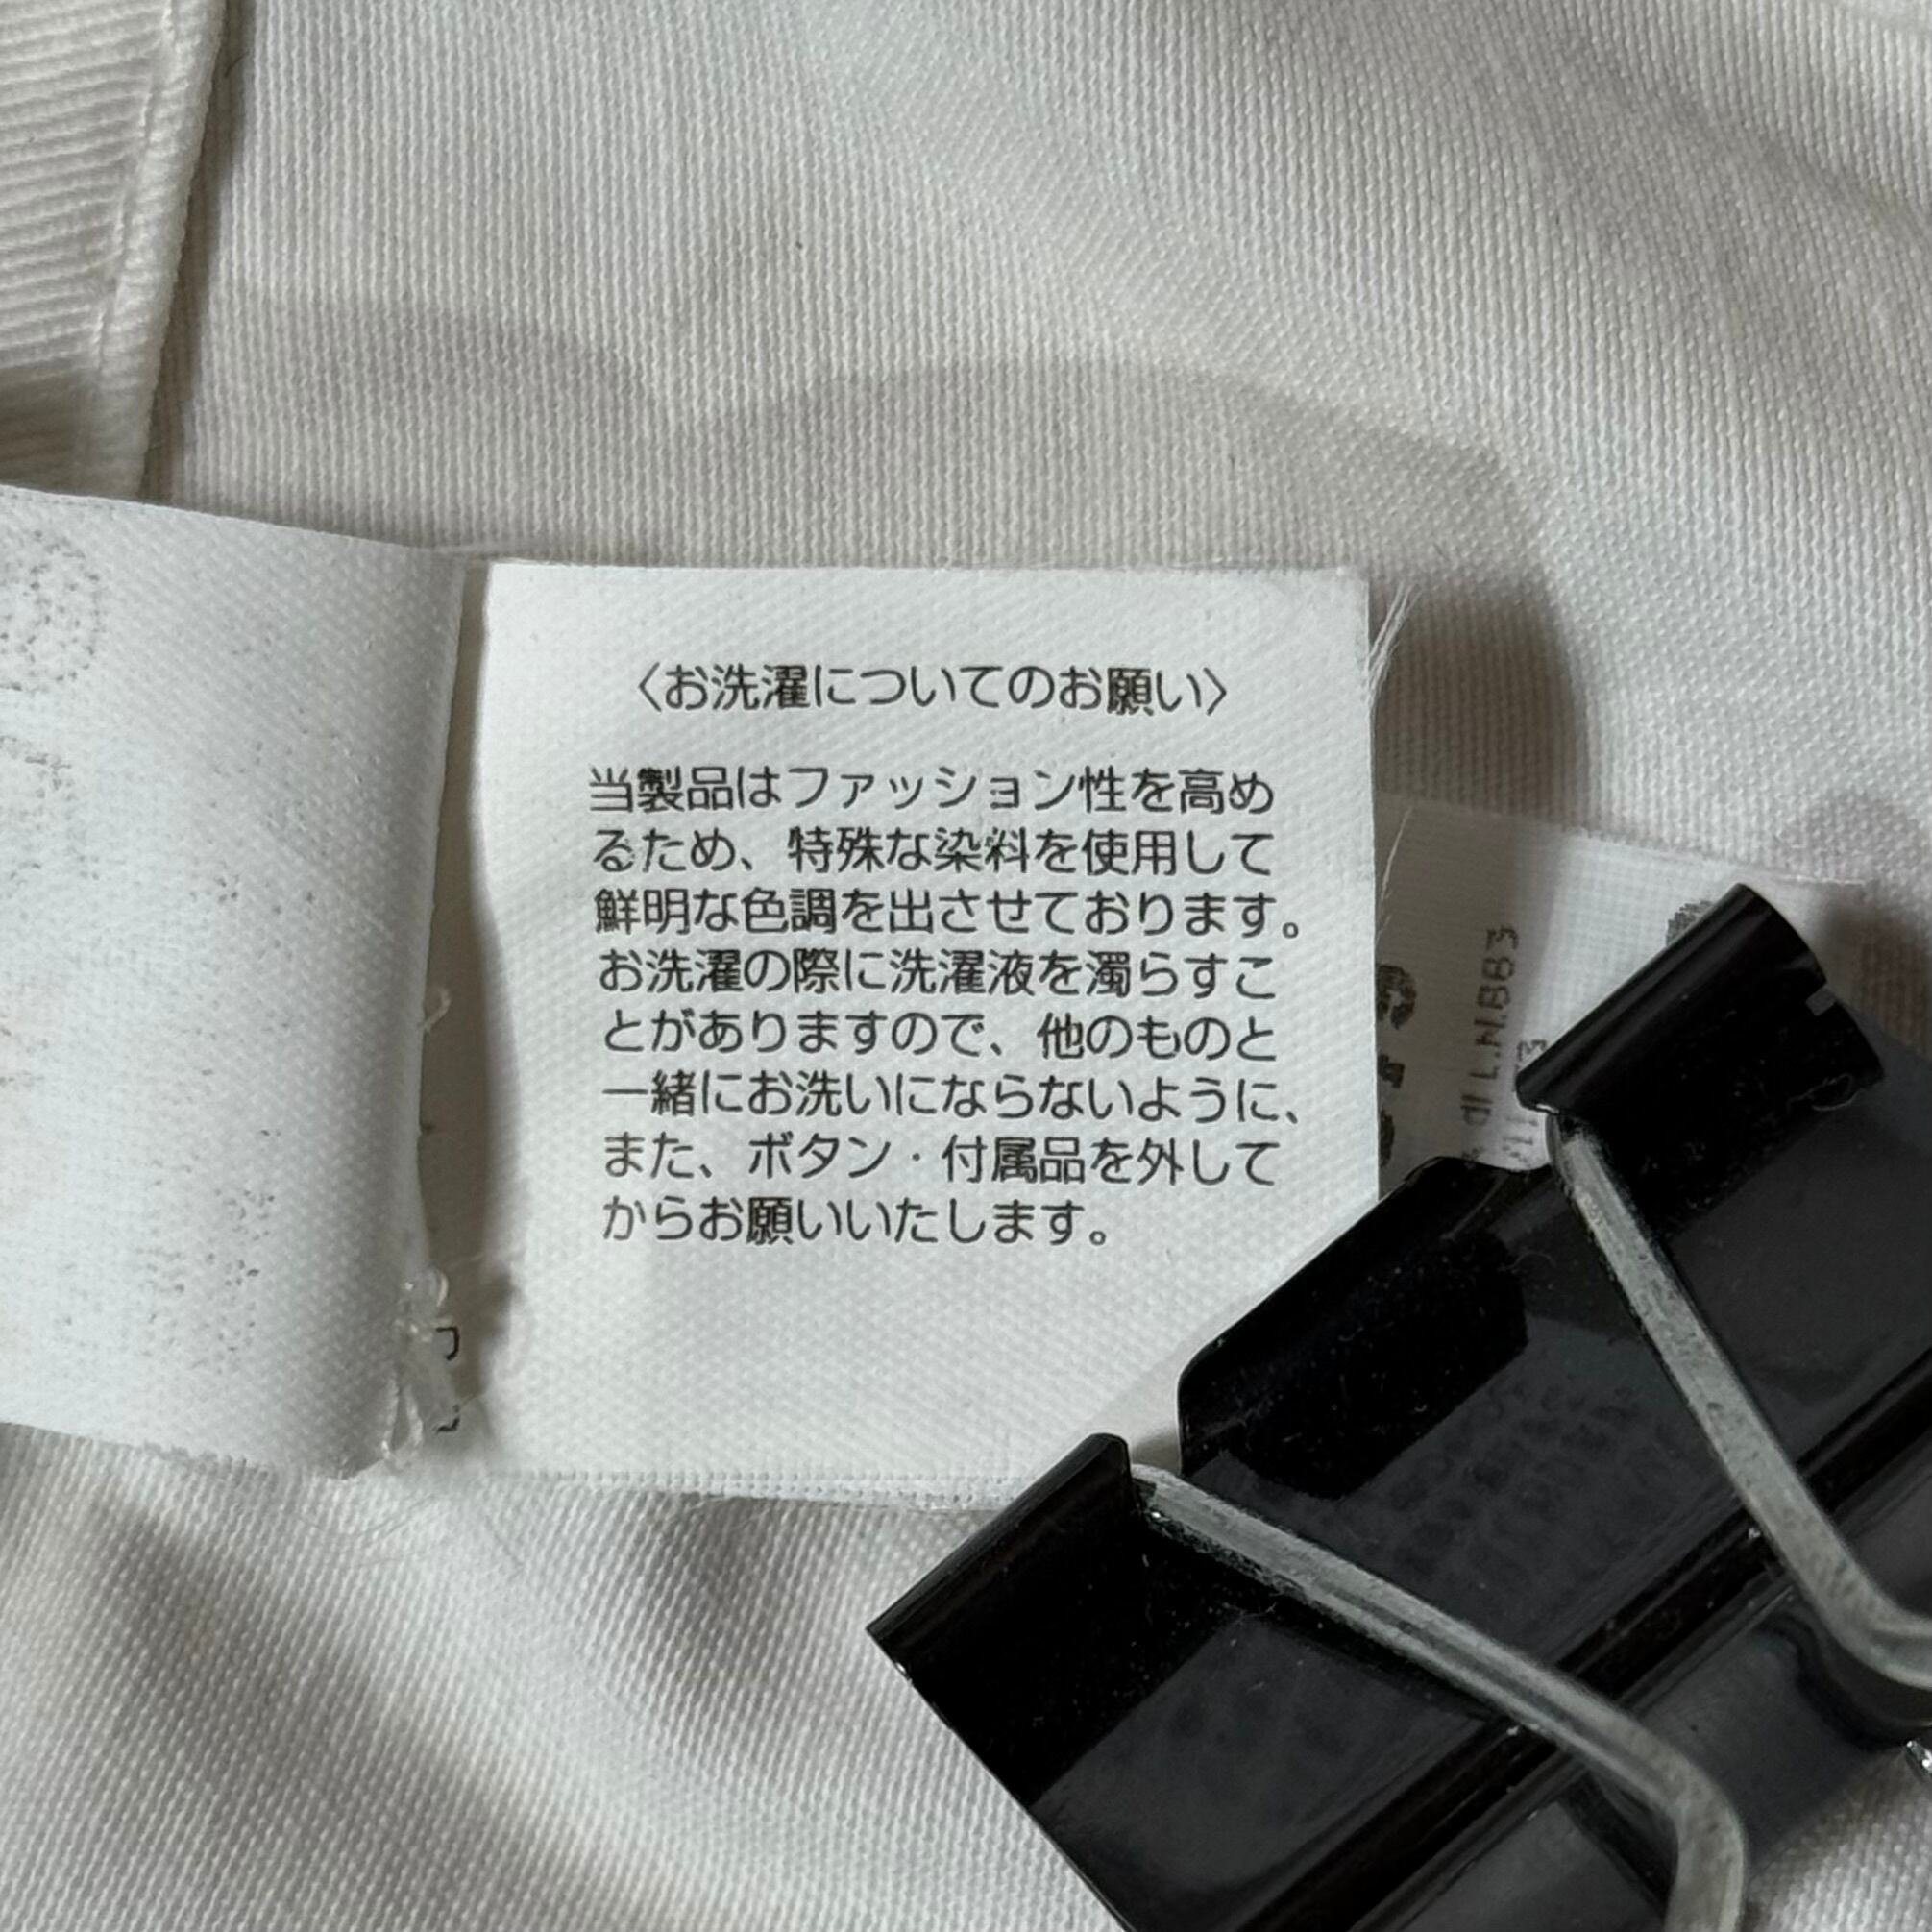 〈お洗濯についてのお願い〉
当製品はファッション性を高め
るため、特殊な染料を使用して
鮮明な色調を出させております。
お洗濯の際に洗濯液を濁らすこ
とがありますので、他のものと
一緒にお洗いにならないように、
また、ボタン・付属品を外して
からお願いいたします。